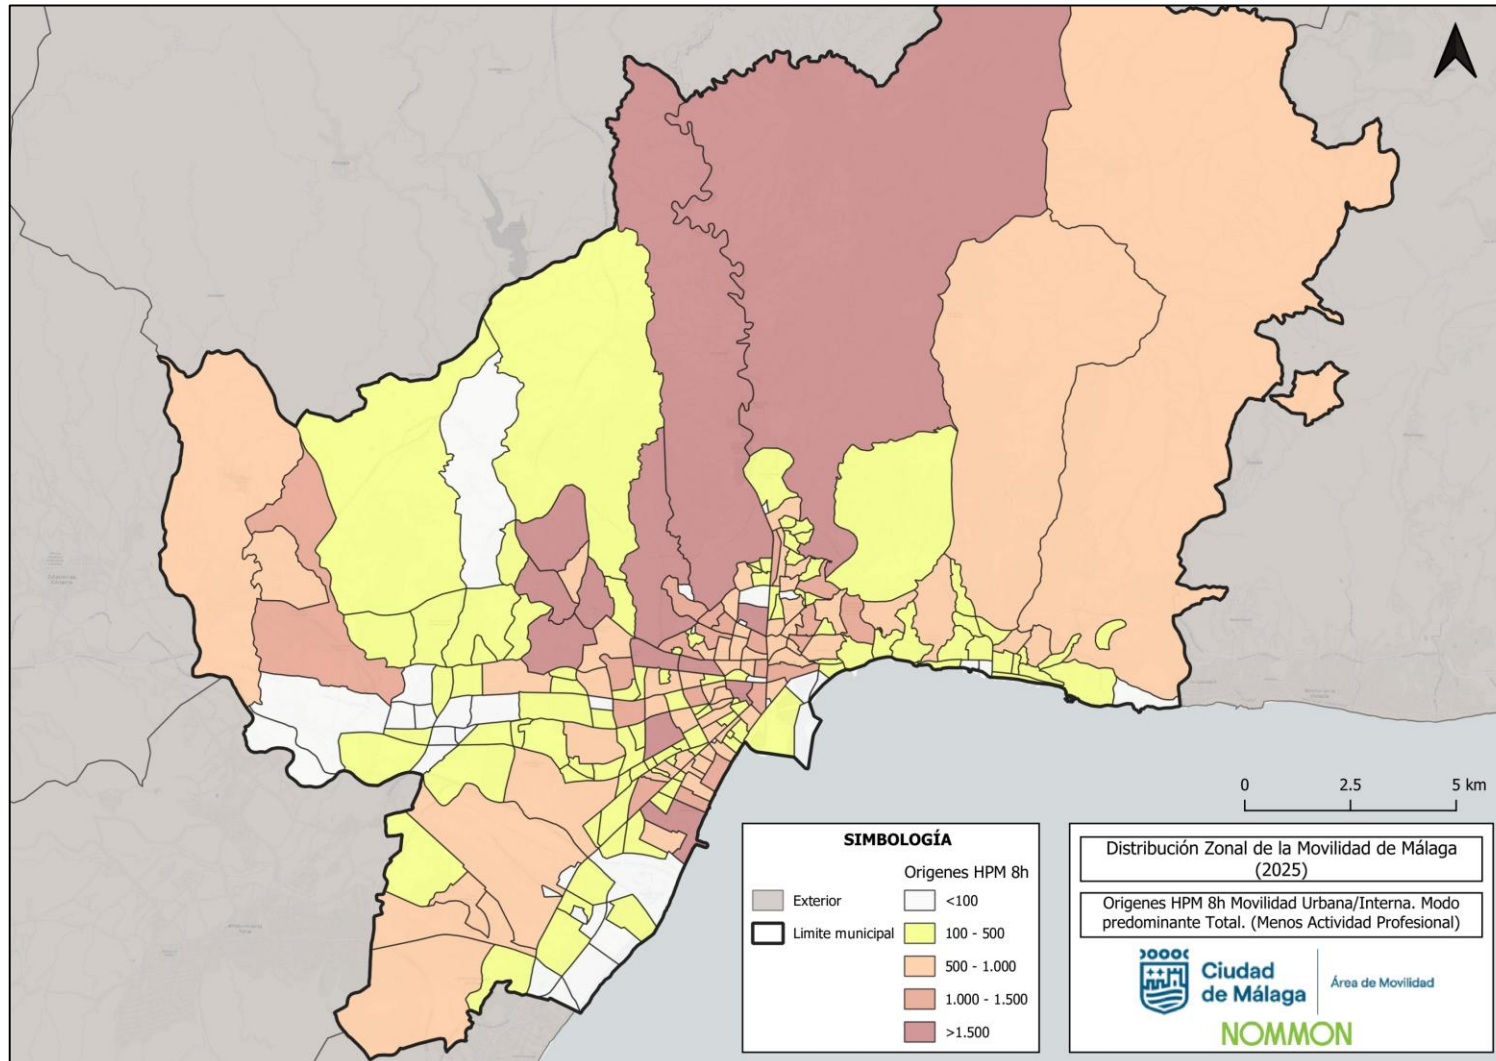 0
2.5
5 km
SIMBOLOGÍA
Origenes HPM 8h
Exterior
Limite municipal
<100
100 - 500
500 - 1.000
1.000 - 1.500
>1.500
Distribución Zonal de la Movilidad de Málaga
(2025)
Origenes HPM 8h Movilidad Urbana/Interna. Modo
predominante Total. (Menos Actividad Profesional)
Ciudad
de Málaga
Área de Movilidad
NOMMON